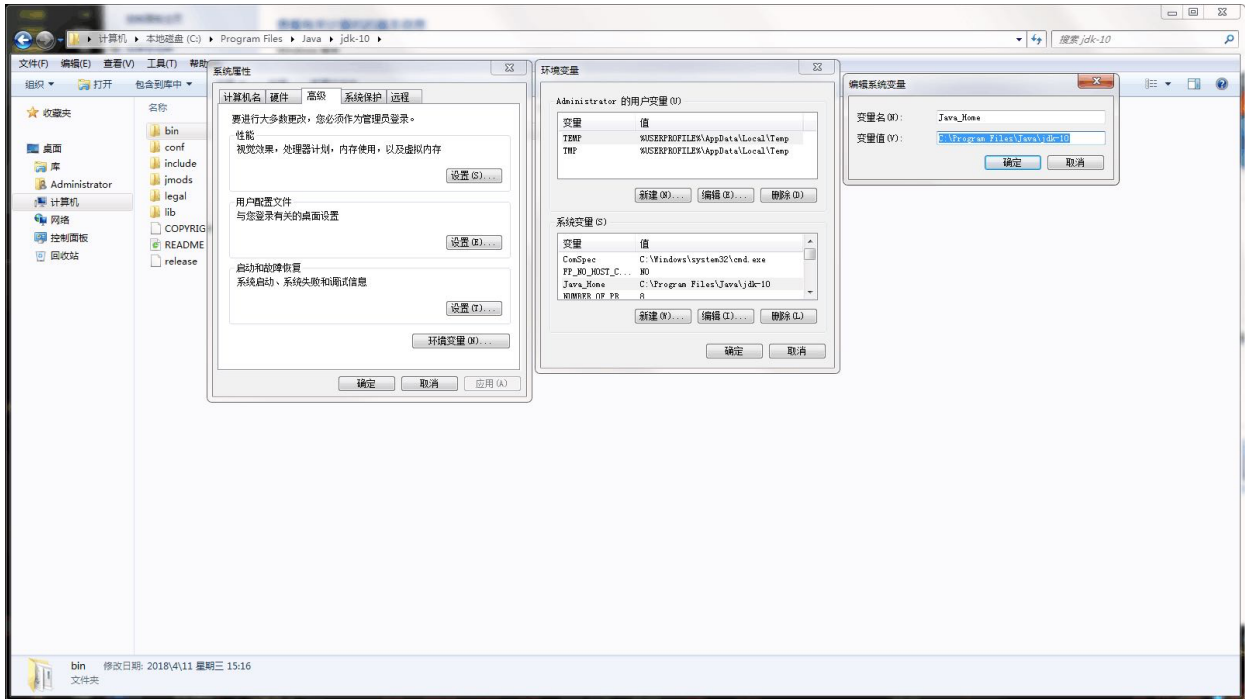 计算机 ▸ 本地磁盘 (C:) ▸ Program Files ▸ Java ▸ jdk-10 ▸
搜索 jdk-10
文件(F) 编辑(E) 查看(V) 工具(T) 帮助
组织 打开 包含到库中
收藏夹
桌面
库
Administrator
计算机
网络
控制面板
回收站
名称
bin
conf
include
jmods
legal
lib
COPYRIG
README
release
系统属性
计算机名 硬件 高级 系统保护 远程
要进行大多数更改，您必须作为管理员登录。
性能
视觉效果，处理器计划，内存使用，以及虚拟内存
设置(S)...
用户配置文件
与您登录有关的桌面设置
设置(E)...
启动和故障恢复
系统启动、系统失败和调试信息
设置(T)...
环境变量(N)...
确定 取消 应用(A)
环境变量
Administrator 的用户变量(U)
变量 值
TEMP %USERPROFILE%\AppData\Local\Temp
TMP %USERPROFILE%\AppData\Local\Temp
新建(N)... 编辑(E)... 删除(D)
系统变量(S)
变量 值
ComSpec C:\Windows\system32\cmd.exe
FP_NO_HOST_C... NO
Java_Home C:\Program Files\Java\jdk-10
NUMBER_OF_PR 8
新建(W)... 编辑(I)... 删除(L)
确定 取消
编辑系统变量
变量名(N): Java_Home
变量值(V): C:\Program Files\Java\jdk-10
确定 取消
bin 修改日期: 2018\4\11 星期三 15:16
文件夹